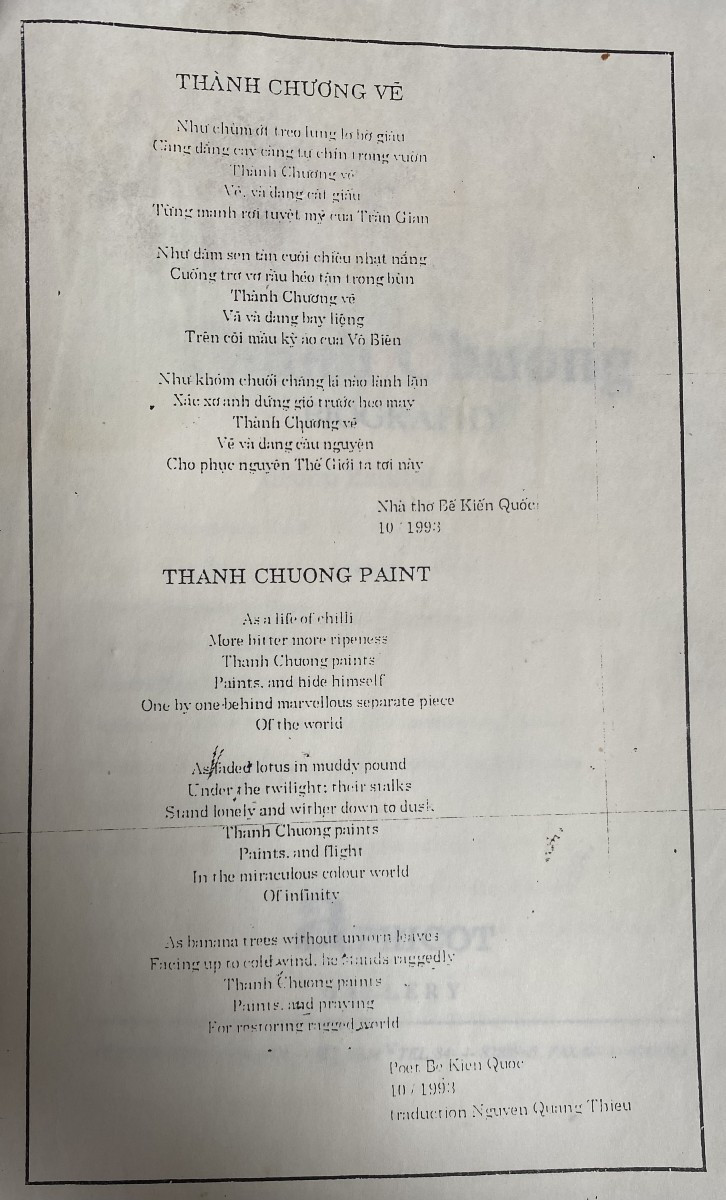 THÀNH CHƯƠNG VẼ
Như chùm ớt treo lủng lơ bờ giậu
Càng đắng cay càng tự chín trong vườn
Thành Chương vẽ
Vẽ, và đang cất giấu
Từng mảnh rơi tuyệt mỹ của Trần Gian
Như đầm sen tàn cuối chiều nhạt nắng
Cuống trơ vơ rầu héo tận trong bùn
Thành Chương vẽ
Vã và đang bay liệng
Trên cõi mầu kỳ ảo của Vô Biên
Như khóm chuối chẳng lá nào lành lặn
Xác xơ anh đứng gió trước heo may
Thành Chương vẽ
Vẽ và đang cầu nguyện
Cho phục nguyên Thế Giới ta tơi này
Nhà thơ Bế Kiến Quốc
10 / 1993
THANH CHUONG PAINT
As a life of chilli
More bitter more ripeness
Thanh Chuong paints
Paints, and hide himself
One by one behind marvellous separate piece
Of the world
As faded lotus in muddy pound
Under the twilight; their stalks
Stand lonely and wither down to dusk
Thanh Chuong paints
Paints, and flight
In the miraculous colour world
Of infinity
As banana trees without untorn leaves
Facing up to cold wind, he stands raggedly
Thanh Chuong paints
Paints, and praying
For restoring ragged world
Poet Be Kien Quoc
10 / 1993
traduction Nguyen Quang Thieu